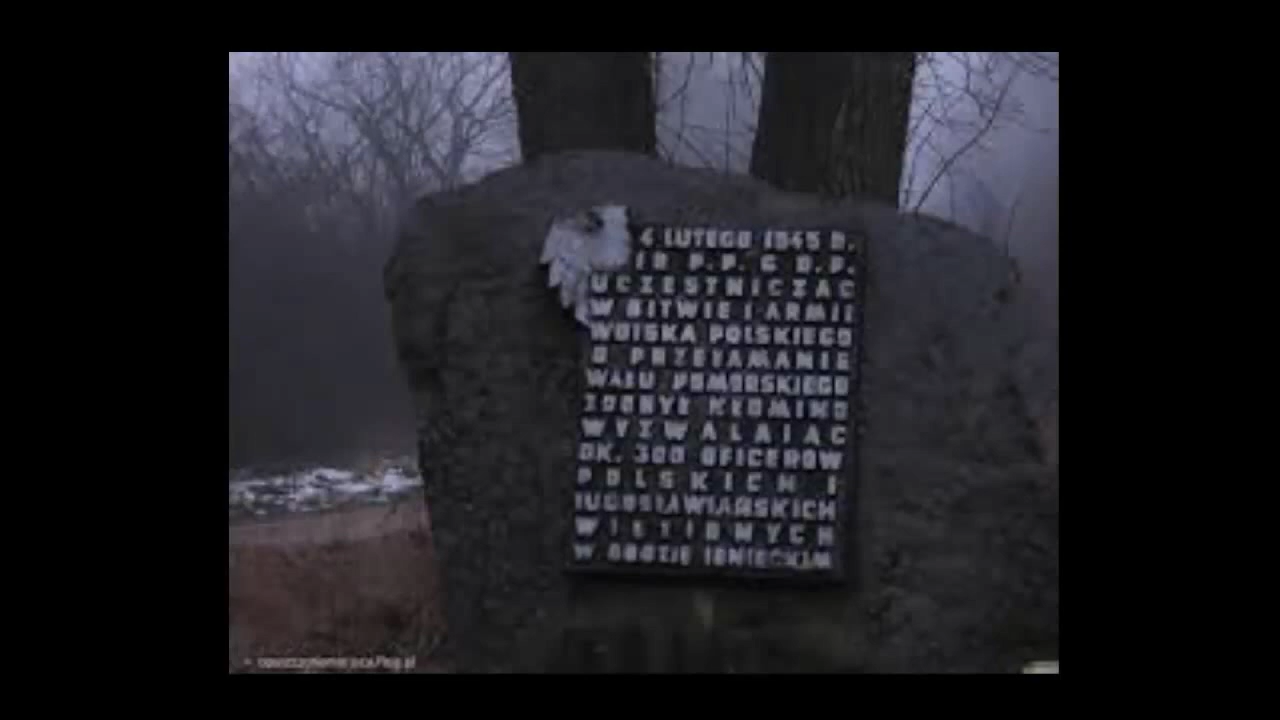 4 LUTEGO 1945 R.
18 P.P. 6 D.P.
UCZESTNICZĄC
W BITWIE I ARMII
WOJSKA POLSKIEGO
O PRZEŁAMANIE
WAŁU POMORSKIEGO
ZDOBYŁ KŁOMINO
WYZWALAJĄC
OK. 300 OFICERÓW
POLSKICH I
JUGOSŁAWIAŃSKICH
WIĘZIONYCH
W OBOZIE JENIECKIM